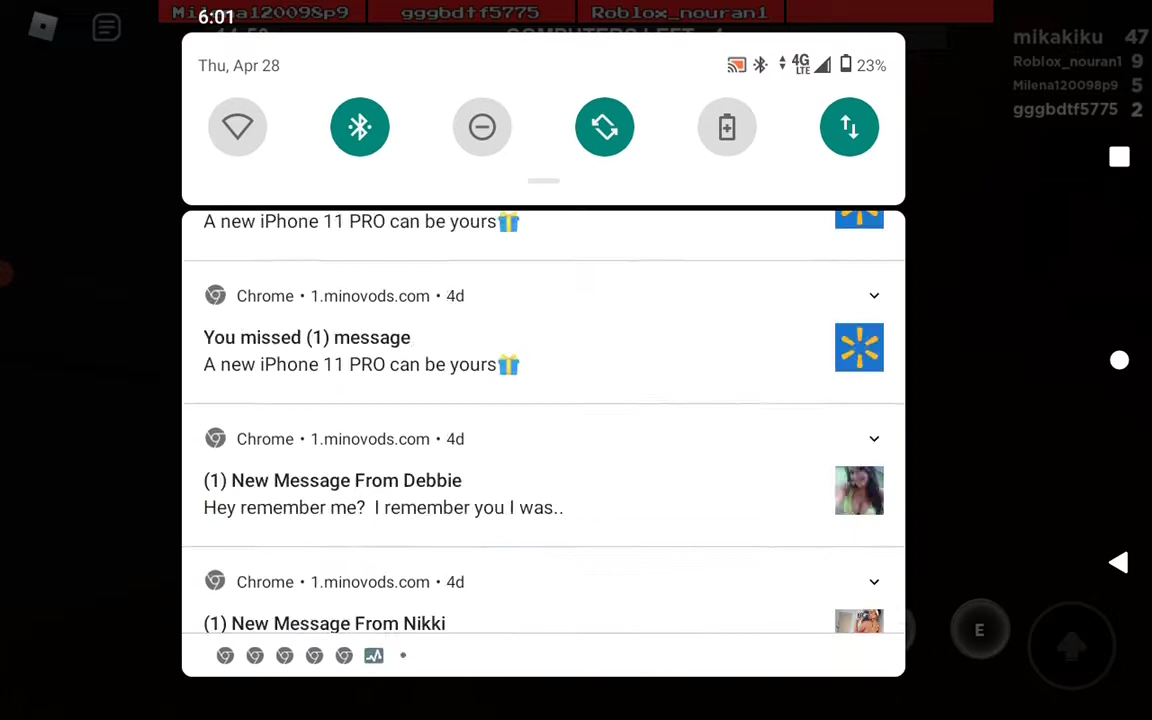 Milena120098p9 gggbdtf5775 Roblox_nouran1
6:01
mikakiku 47
Roblox_nouran1 9
Milena120098p9 5
gggbdtf5775 2
Thu, Apr 28
4G LTE 23%
A new iPhone 11 PRO can be yours🎁
Chrome • 1.minovods.com • 4d
You missed (1) message
A new iPhone 11 PRO can be yours🎁
Chrome • 1.minovods.com • 4d
(1) New Message From Debbie
Hey remember me?  I remember you I was..
Chrome • 1.minovods.com • 4d
(1) New Message From Nikki
E